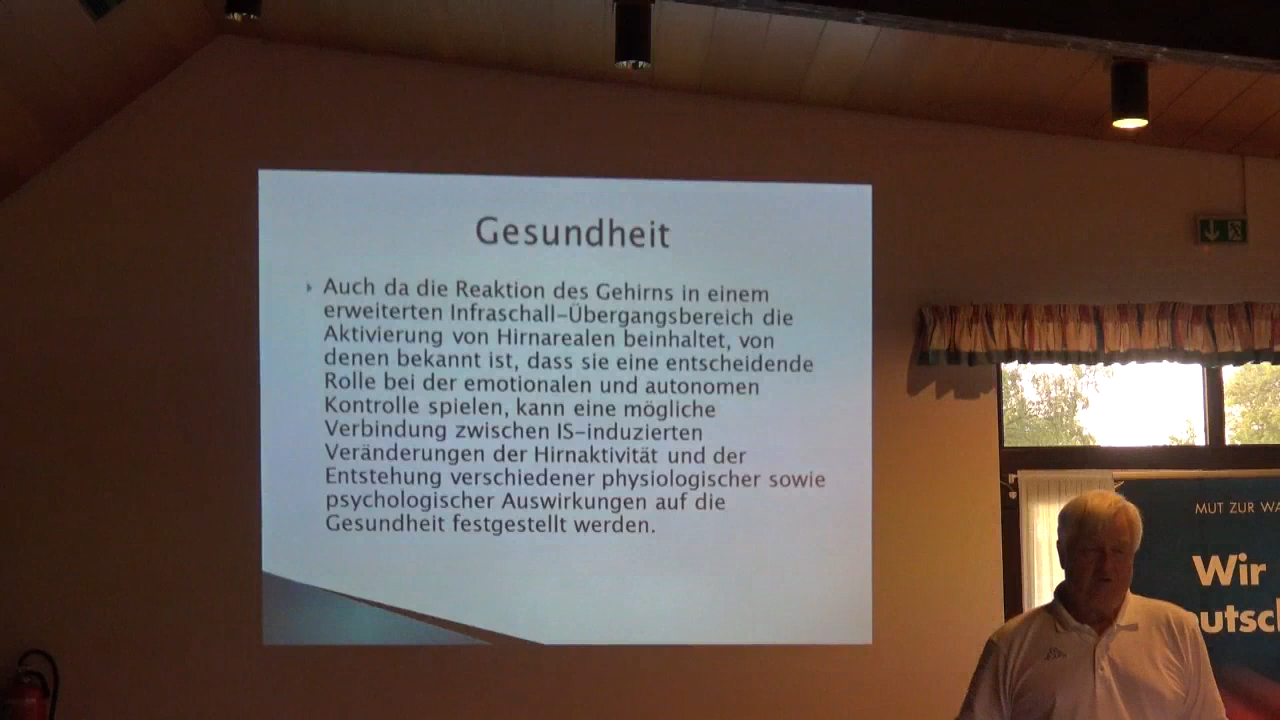 Gesundheit
Auch da die Reaktion des Gehirns in einem
erweiterten Infraschall-Übergangsbereich die
Aktivierung von Hirnarealen beinhaltet, von
denen bekannt ist, dass sie eine entscheidende
Rolle bei der emotionalen und autonomen
Kontrolle spielen, kann eine mögliche
Verbindung zwischen IS-induzierten
Veränderungen der Hirnaktivität und der
Entstehung verschiedener physiologischer sowie
psychologischer Auswirkungen auf die
Gesundheit festgestellt werden.
MUT ZUR WA
Wir
eutsch